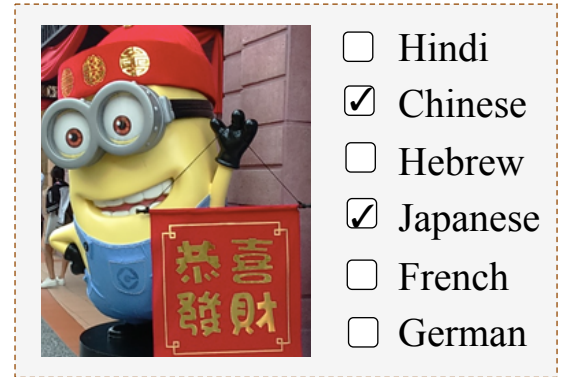 恭喜
發財
Hindi
Chinese
Hebrew
Japanese
French
German